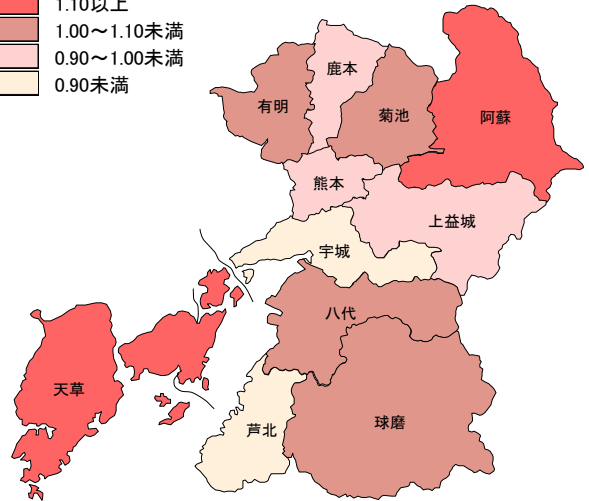 1.10以上
1.00～1.10未満
0.90～1.00未満
0.90未満
鹿本
有明
菊池
阿蘇
熊本
上益城
宇城
八代
天草
球磨
芦北